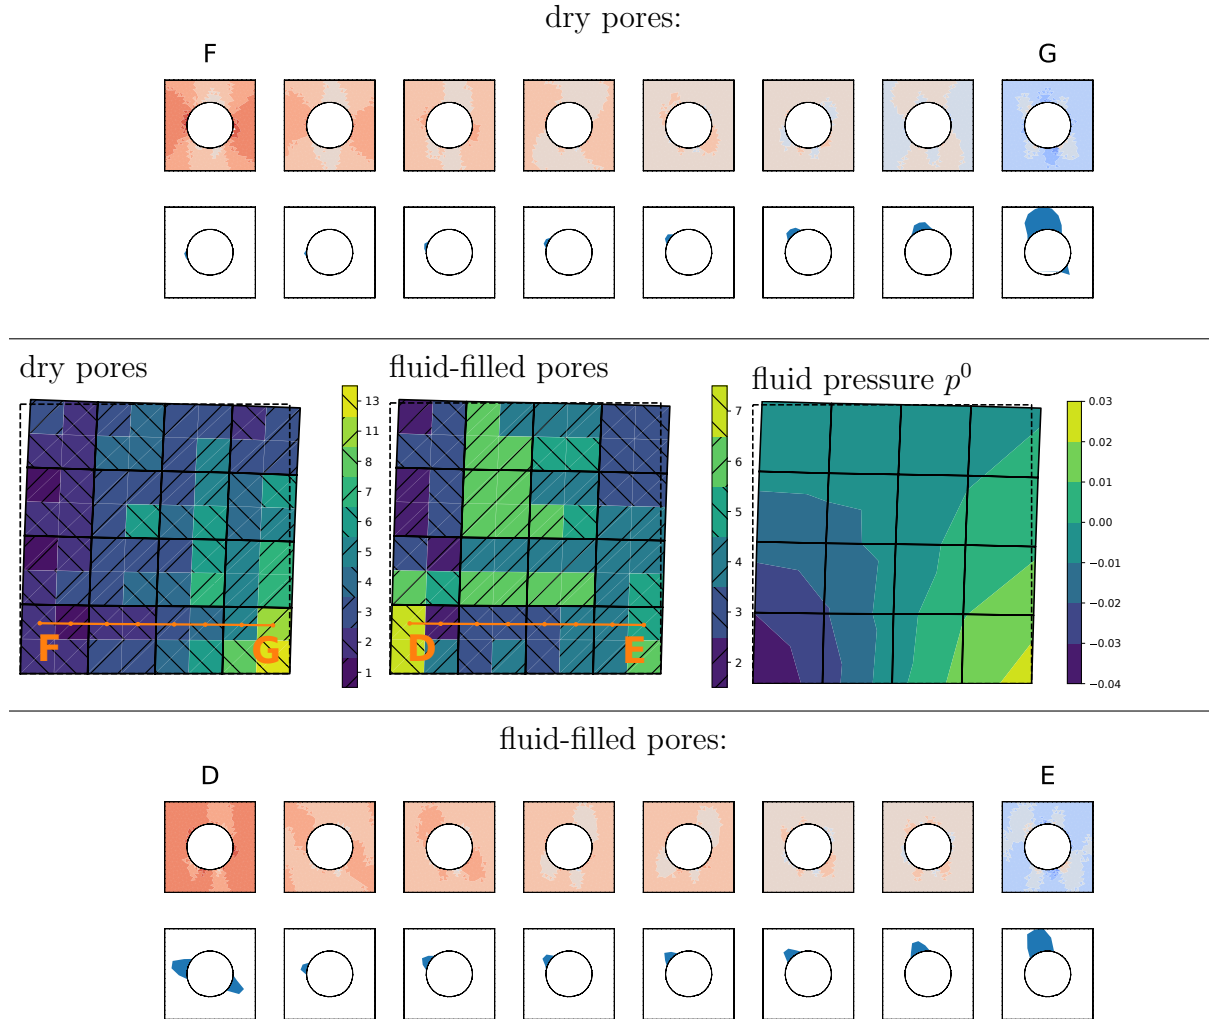 dry pores:
F G
dry pores
fluid-filled pores
fluid pressure p⁰
13
11
8
7
6
5
4
3
2
1
7
6
5
4
3
2
0.03
0.02
0.01
0.00
−0.01
−0.02
−0.03
−0.04
F G
D E
fluid-filled pores:
D E